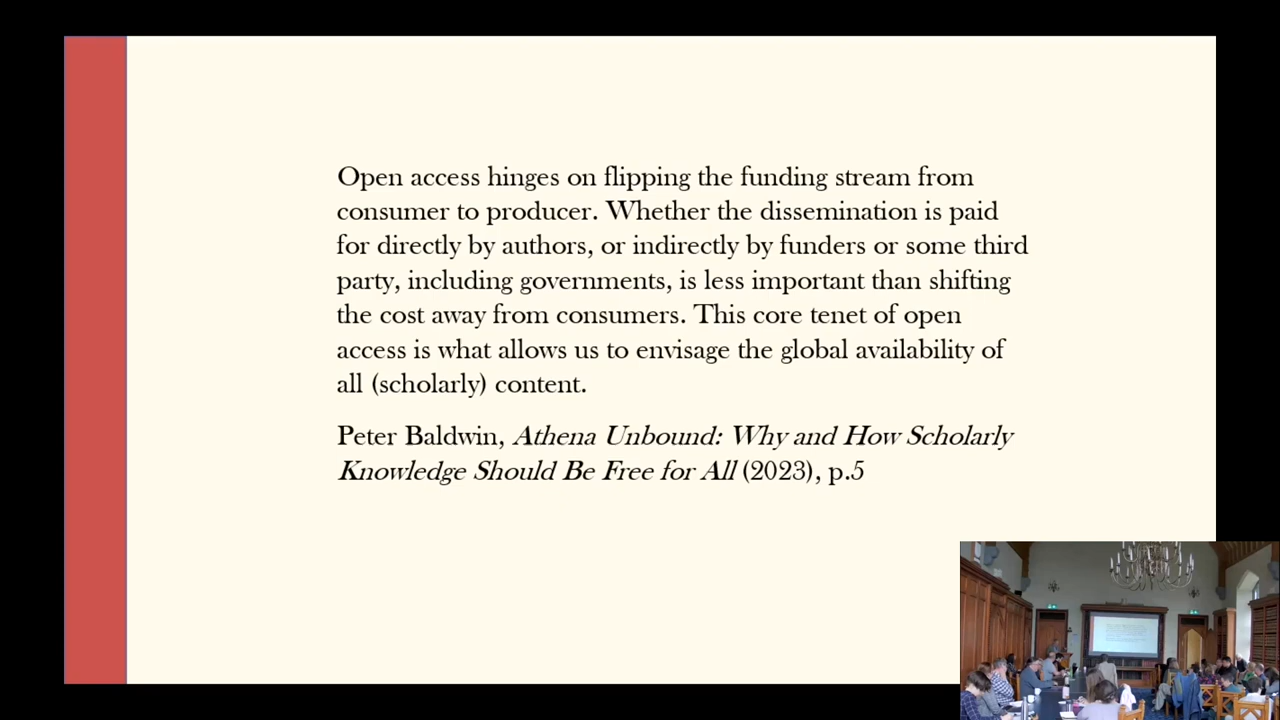 Open access hinges on flipping the funding stream from
consumer to producer. Whether the dissemination is paid
for directly by authors, or indirectly by funders or some third
party, including governments, is less important than shifting
the cost away from consumers. This core tenet of open
access is what allows us to envisage the global availability of
all (scholarly) content.
Peter Baldwin, Athena Unbound: Why and How Scholarly
Knowledge Should Be Free for All (2023), p.5